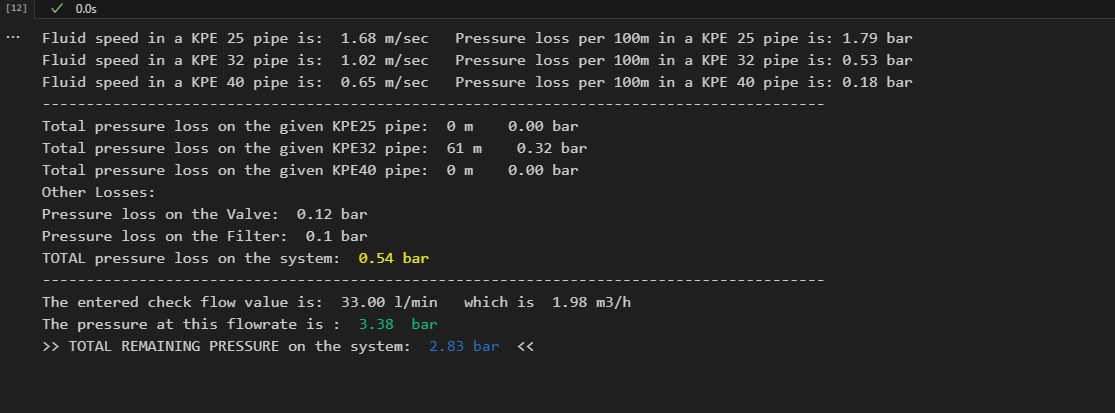 [12] ✓ 0.0s
... Fluid speed in a KPE 25 pipe is:  1.68 m/sec   Pressure loss per 100m in a KPE 25 pipe is: 1.79 bar
Fluid speed in a KPE 32 pipe is:  1.02 m/sec   Pressure loss per 100m in a KPE 32 pipe is: 0.53 bar
Fluid speed in a KPE 40 pipe is:  0.65 m/sec   Pressure loss per 100m in a KPE 40 pipe is: 0.18 bar
----------------------------------------------------------------------------------------
Total pressure loss on the given KPE25 pipe:  0 m    0.00 bar
Total pressure loss on the given KPE32 pipe:  61 m    0.32 bar
Total pressure loss on the given KPE40 pipe:  0 m    0.00 bar
Other Losses:
Pressure loss on the Valve:  0.12 bar
Pressure loss on the Filter:  0.1 bar
TOTAL pressure loss on the system:  0.54 bar
----------------------------------------------------------------------------------------
The entered check flow value is:  33.00 l/min   which is  1.98 m3/h
The pressure at this flowrate is :  3.38  bar
>> TOTAL REMAINING PRESSURE on the system:  2.83 bar  <<